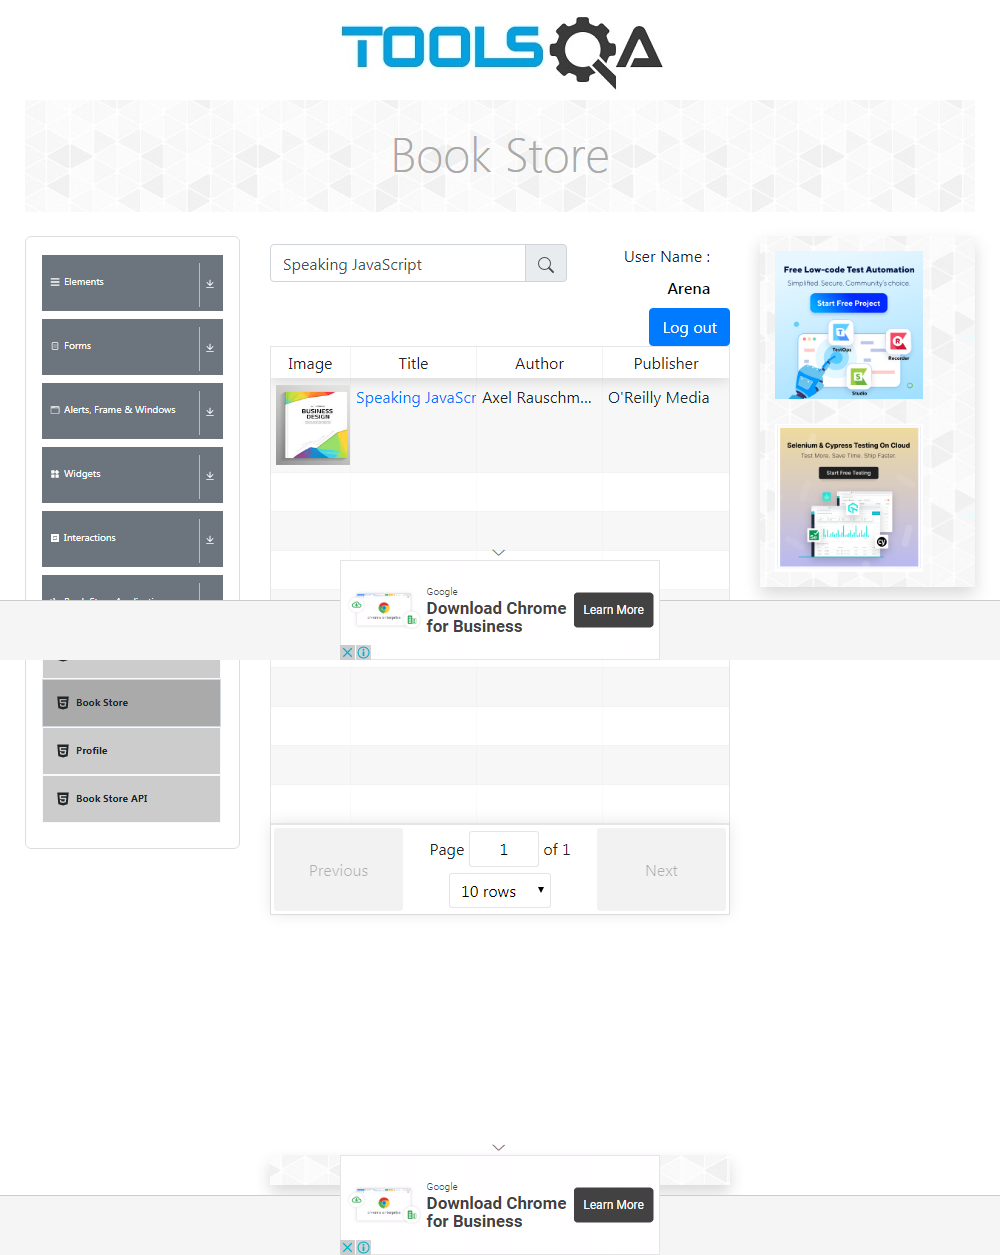 TOOLSQA
Book Store
Elements
Forms
Alerts, Frame & Windows
Widgets
Interactions
Book Store
Profile
Book Store API
Speaking JavaScript
User Name :
Arena
Log out
Image Title Author Publisher
BUSINESS
DESIGN
Speaking JavaScr Axel Rauschm... O'Reilly Media
Previous
Page 1 of 1
10 rows
Next
Free Low-code Test Automation
Simplified. Secure. Community's choice.
Start Free Project
TestOps
Recorder
Studio
Selenium & Cypress Testing On Cloud
Test More. Save Time. Ship Faster.
Start Free Testing
Google
Download Chrome
for Business
Learn More
Google
Download Chrome
for Business
Learn More